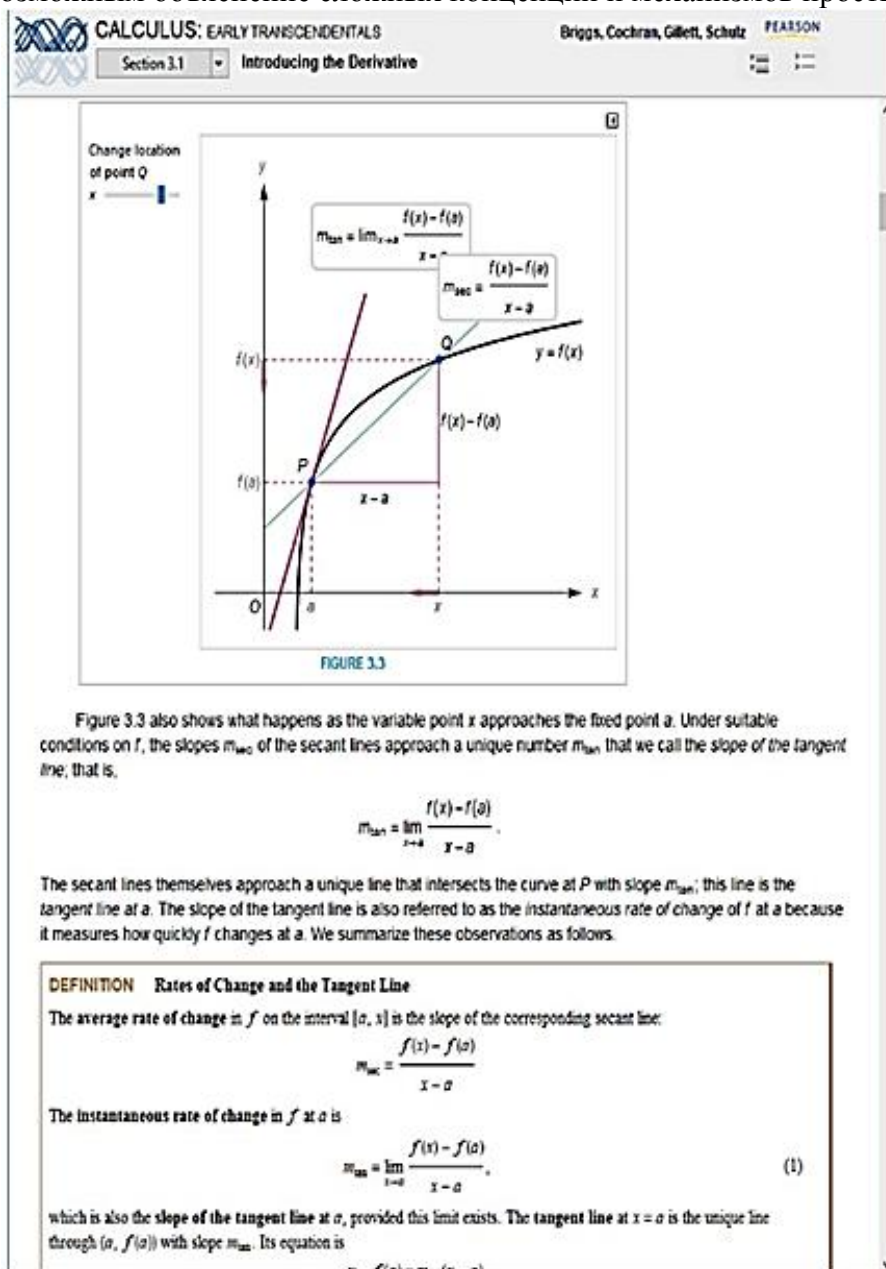 возможным объяснение сложных концепций и механизмов прост
CALCULUS: EARLY TRANSCENDENTALS
Briggs, Cochran, Gillett, Schulz PEARSON
Section 3.1 Introducing the Derivative
Change location
of point Q
x
y
m_tan = lim_{x→a} (f(x) – f(a)) / (x –
m_sec = (f(x) – f(a)) / (x – a)
Q
f(x)
y = f(x)
f(x) – f(a)
P
f(a)
x – a
O a x x
FIGURE 3.3
Figure 3.3 also shows what happens as the variable point x approaches the fixed point a. Under suitable
conditions on f, the slopes m_sec of the secant lines approach a unique number m_tan that we call the slope of the tangent
line; that is,
m_tan = lim_{x→a} (f(x) – f(a)) / (x – a) .
The secant lines themselves approach a unique line that intersects the curve at P with slope m_tan; this line is the
tangent line at a. The slope of the tangent line is also referred to as the instantaneous rate of change of f at a because
it measures how quickly f changes at a. We summarize these observations as follows.
DEFINITION Rates of Change and the Tangent Line
The average rate of change in f on the interval [a, x] is the slope of the corresponding secant line:
m_sec = (f(x) – f(a)) / (x – a)
The instantaneous rate of change in f at a is
m_tan = lim_{x→a} (f(x) – f(a)) / (x – a) , (1)
which is also the slope of the tangent line at a, provided this limit exists. The tangent line at x = a is the unique line
through (a, f(a)) with slope m_tan. Its equation is